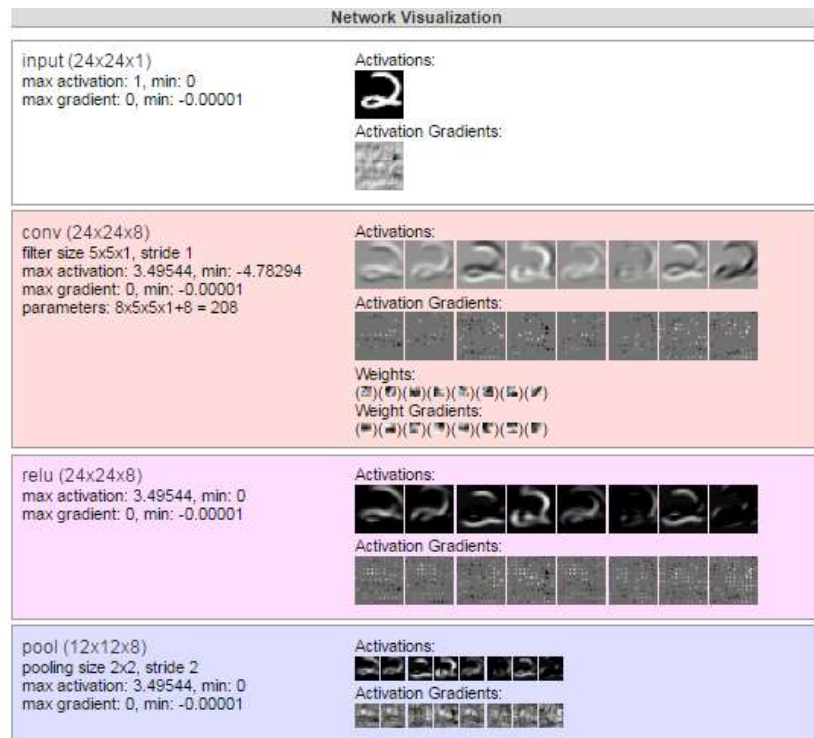 Network Visualization
input (24x24x1)
max activation: 1, min: 0
max gradient: 0, min: -0.00001
Activations:
Activation Gradients:
conv (24x24x8)
filter size 5x5x1, stride 1
max activation: 3.49544, min: -4.78294
max gradient: 0, min: -0.00001
parameters: 8x5x5x1+8 = 208
Activations:
Activation Gradients:
Weights:
()()()()()()()()
Weight Gradients:
()()()()()()()()
relu (24x24x8)
max activation: 3.49544, min: 0
max gradient: 0, min: -0.00001
Activations:
Activation Gradients:
pool (12x12x8)
pooling size 2x2, stride 2
max activation: 3.49544, min: 0
max gradient: 0, min: -0.00001
Activations:
Activation Gradients: